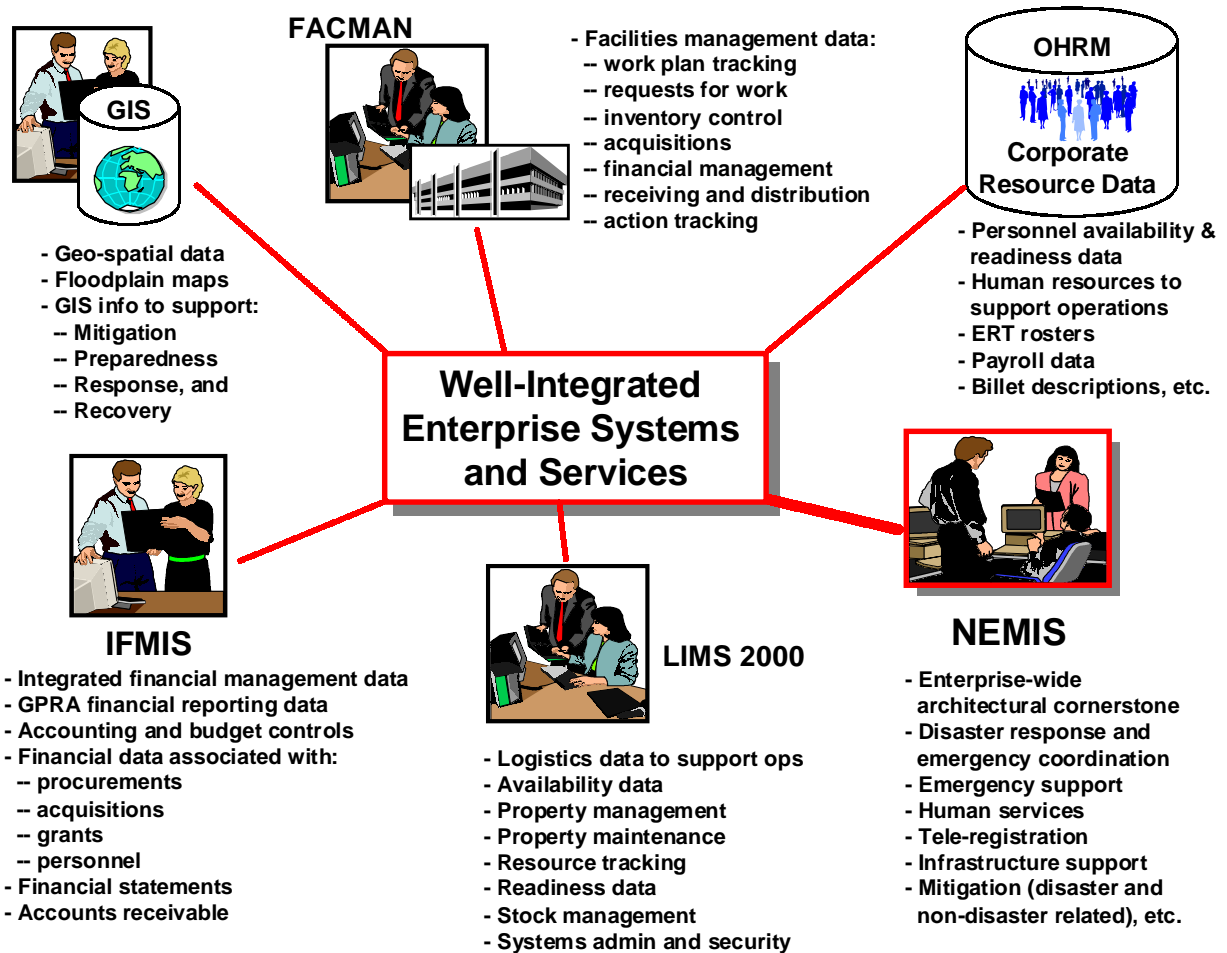 GIS
- Geo-spatial data
- Floodplain maps
- GIS info to support:
-- Mitigation
-- Preparedness
-- Response, and
-- Recovery
FACMAN
- Facilities management data:
-- work plan tracking
-- requests for work
-- inventory control
-- acquisitions
-- financial management
-- receiving and distribution
-- action tracking
OHRM
Corporate
Resource Data
- Personnel availability &
readiness data
- Human resources to
support operations
- ERT rosters
- Payroll data
- Billet descriptions, etc.
Well-Integrated
Enterprise Systems
and Services
IFMIS
- Integrated financial management data
- GPRA financial reporting data
- Accounting and budget controls
- Financial data associated with:
-- procurements
-- acquisitions
-- grants
-- personnel
- Financial statements
- Accounts receivable
LIMS 2000
- Logistics data to support ops
- Availability data
- Property management
- Property maintenance
- Resource tracking
- Readiness data
- Stock management
- Systems admin and security
NEMIS
- Enterprise-wide
architectural cornerstone
- Disaster response and
emergency coordination
- Emergency support
- Human services
- Tele-registration
- Infrastructure support
- Mitigation (disaster and
non-disaster related), etc.